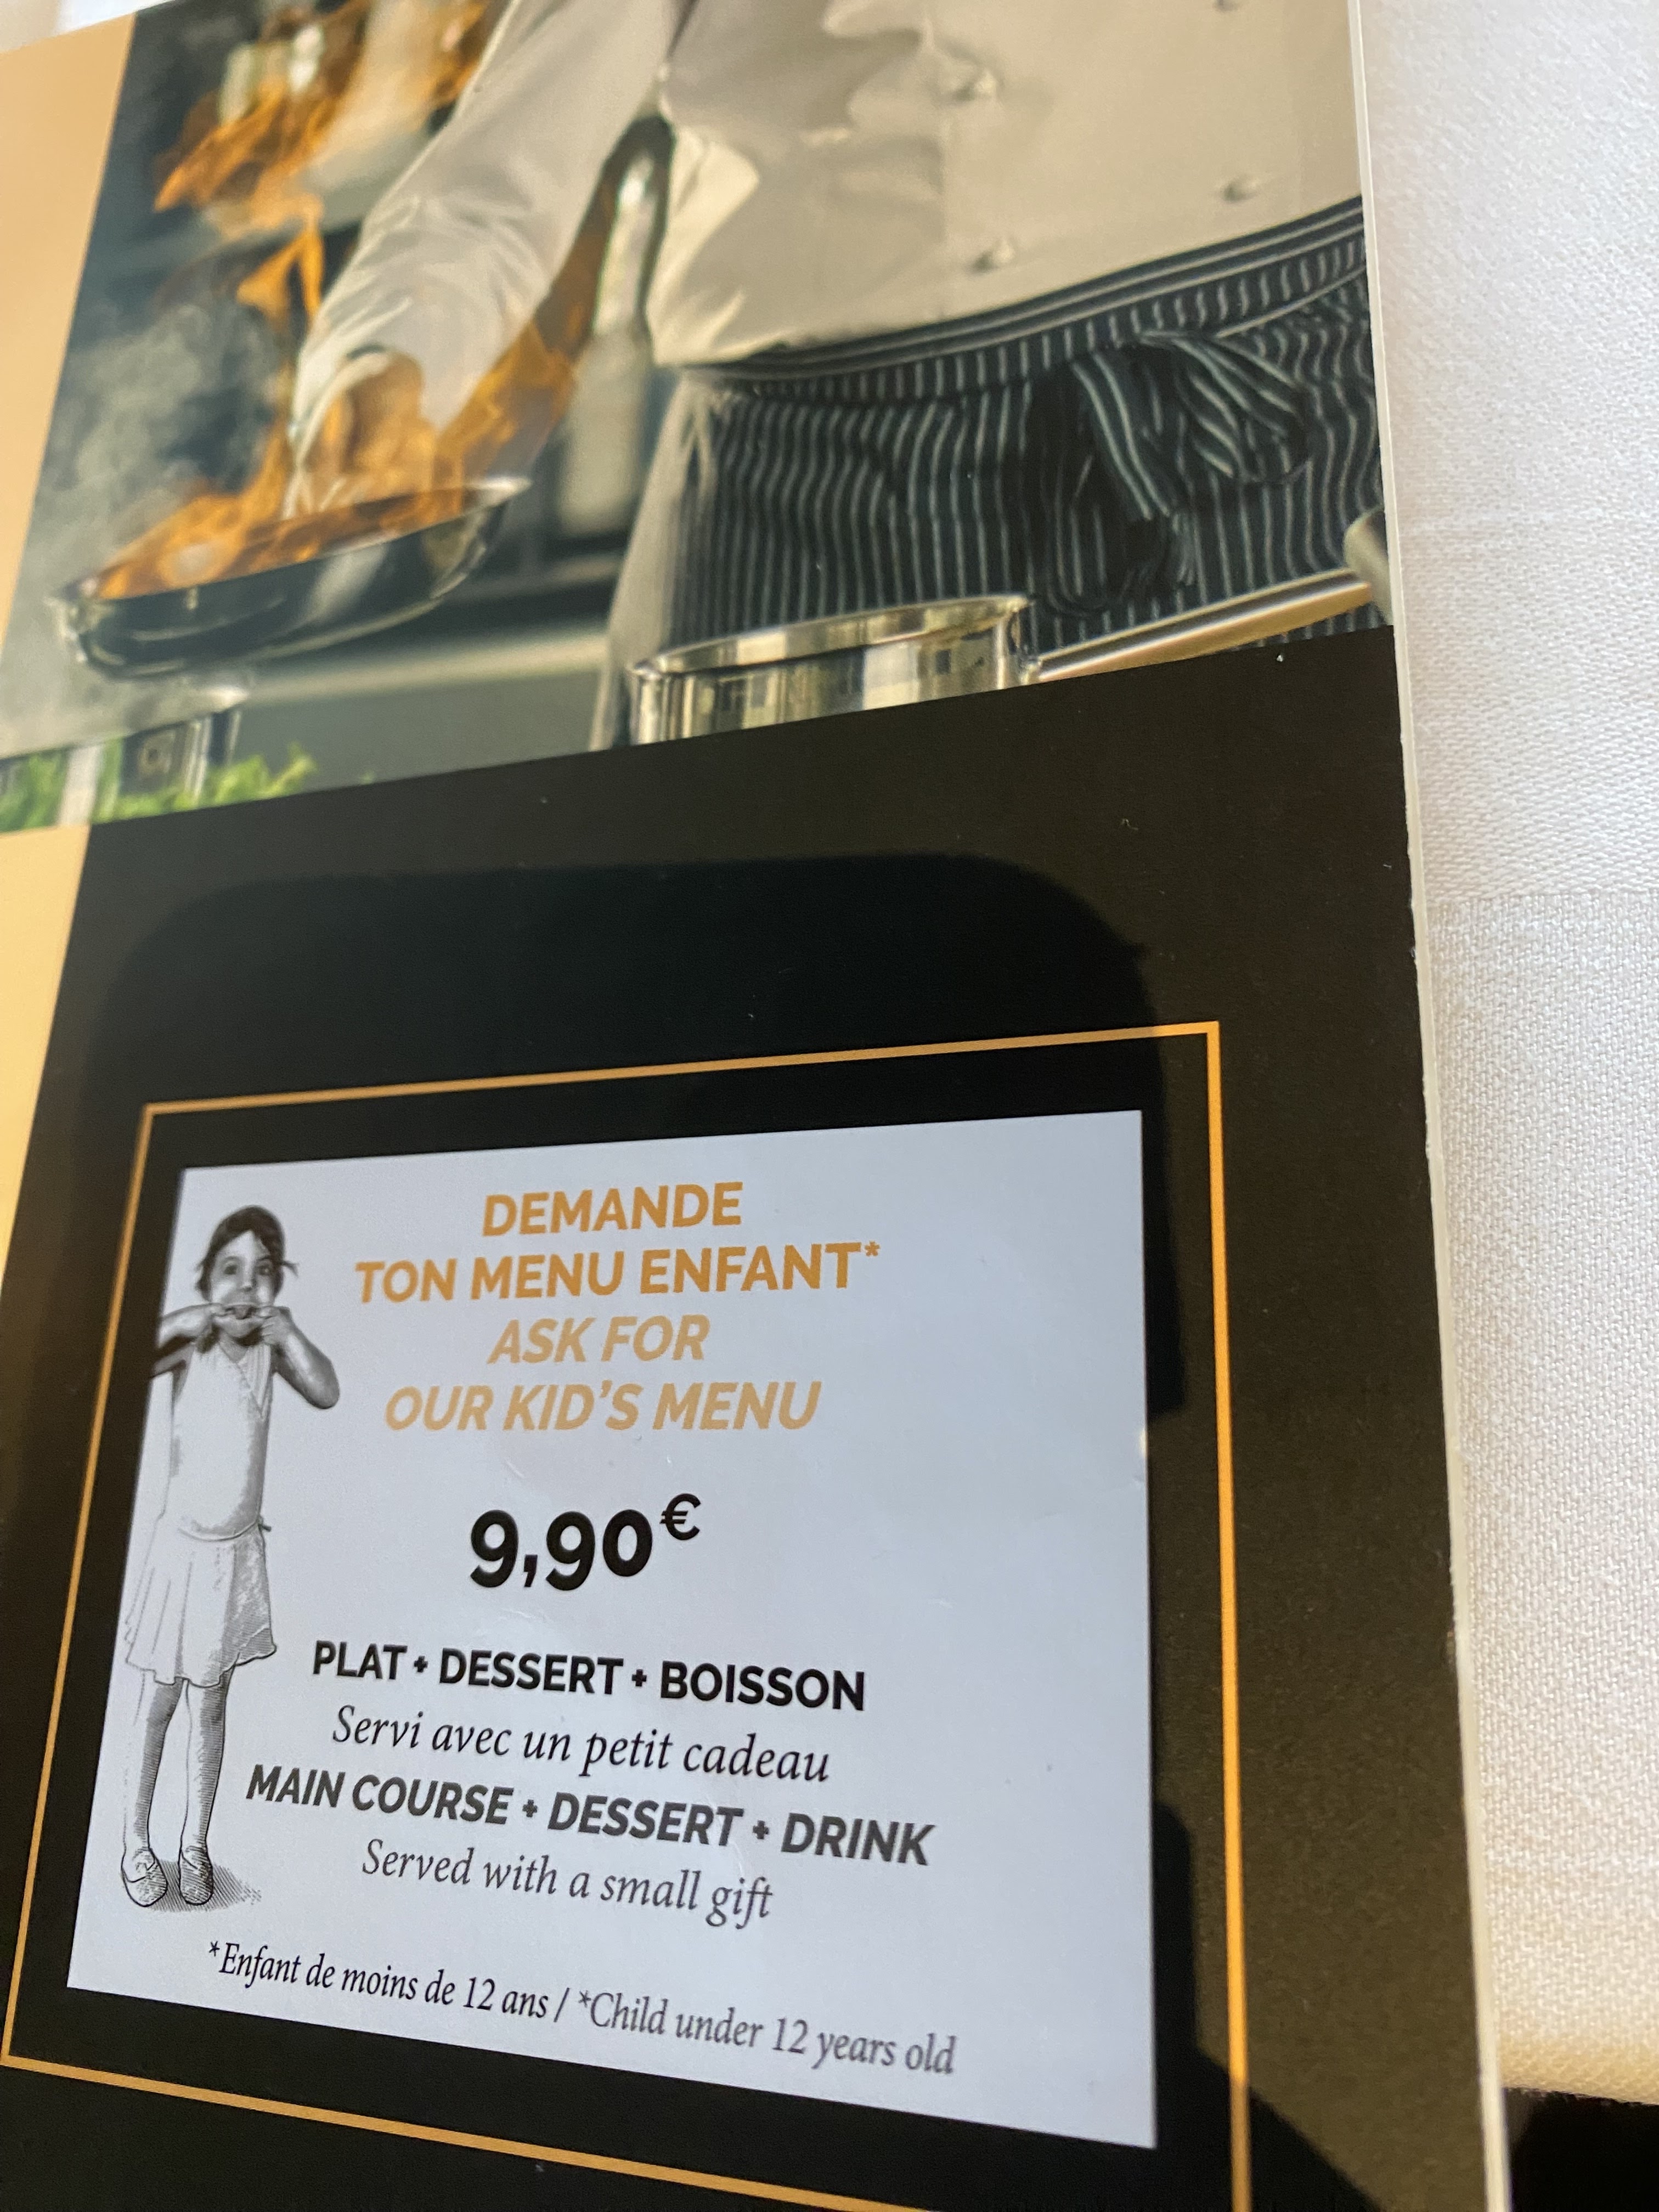 DEMANDE
TON MENU ENFANT*
ASK FOR
OUR KID'S MENU
9,90€
PLAT + DESSERT + BOISSON
Servi avec un petit cadeau
MAIN COURSE + DESSERT + DRINK
Served with a small gift
*Enfant de moins de 12 ans / *Child under 12 years old